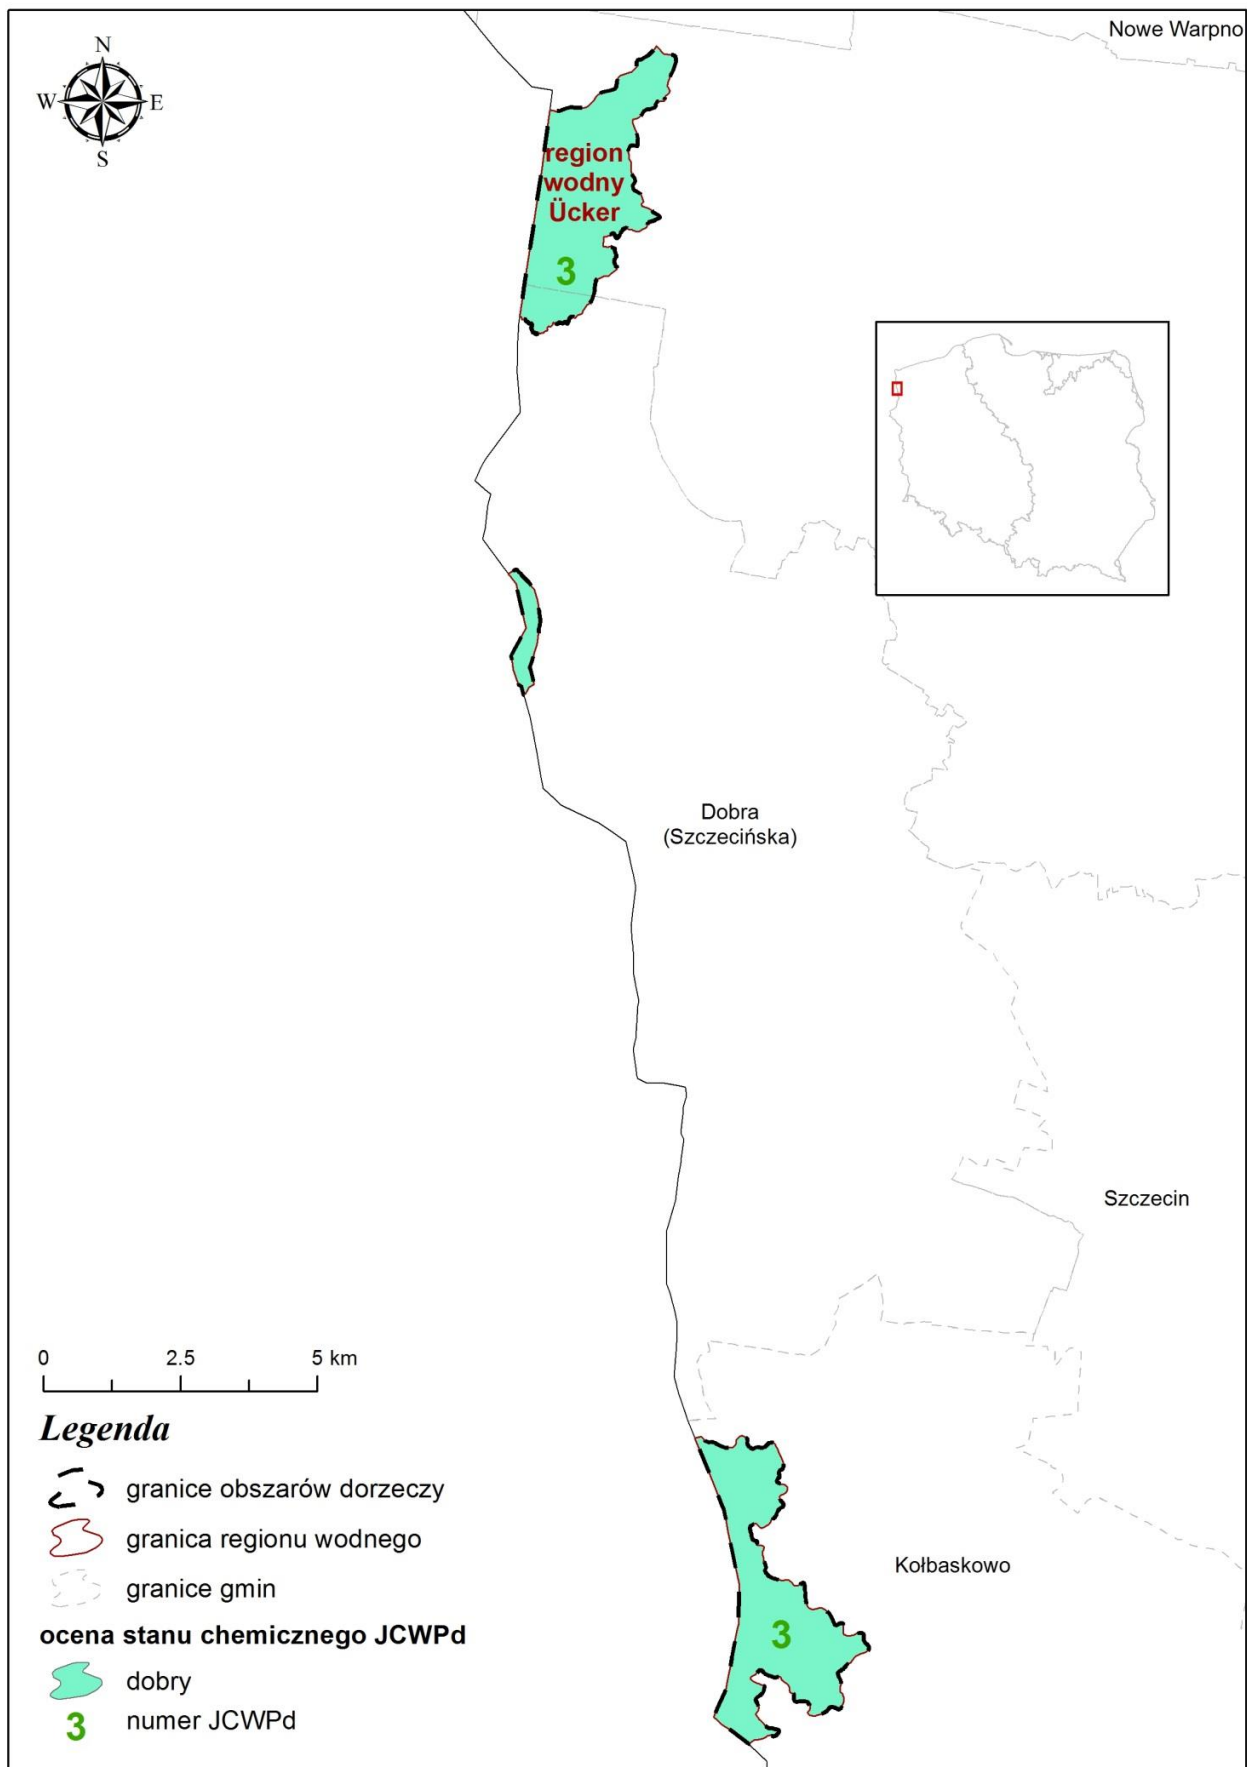 Nowe Warpno
N
W E
S
region
wodny
Ücker
3
Dobra
(Szczecińska)
Szczecin
0 2.5 5 km
Legenda
granice obszarów dorzeczy
granica regionu wodnego
granice gmin
ocena stanu chemicznego JCWPd
dobry
3 numer JCWPd
Kołbaskowo
3